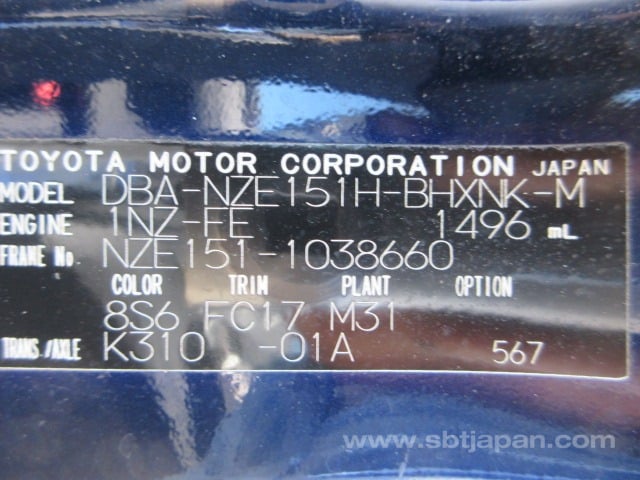 TOYOTA MOTOR CORPORATION JAPAN
MODEL DBA-NZE151H-BHXNK-M
ENGINE 1NZ-FE 1496 mL
FRAME No. NZE151-1038660
COLOR TRIM PLANT OPTION
8S6 FC17 M31
TRANS./AXLE K310 -01A 567
www.sbtjapan.com